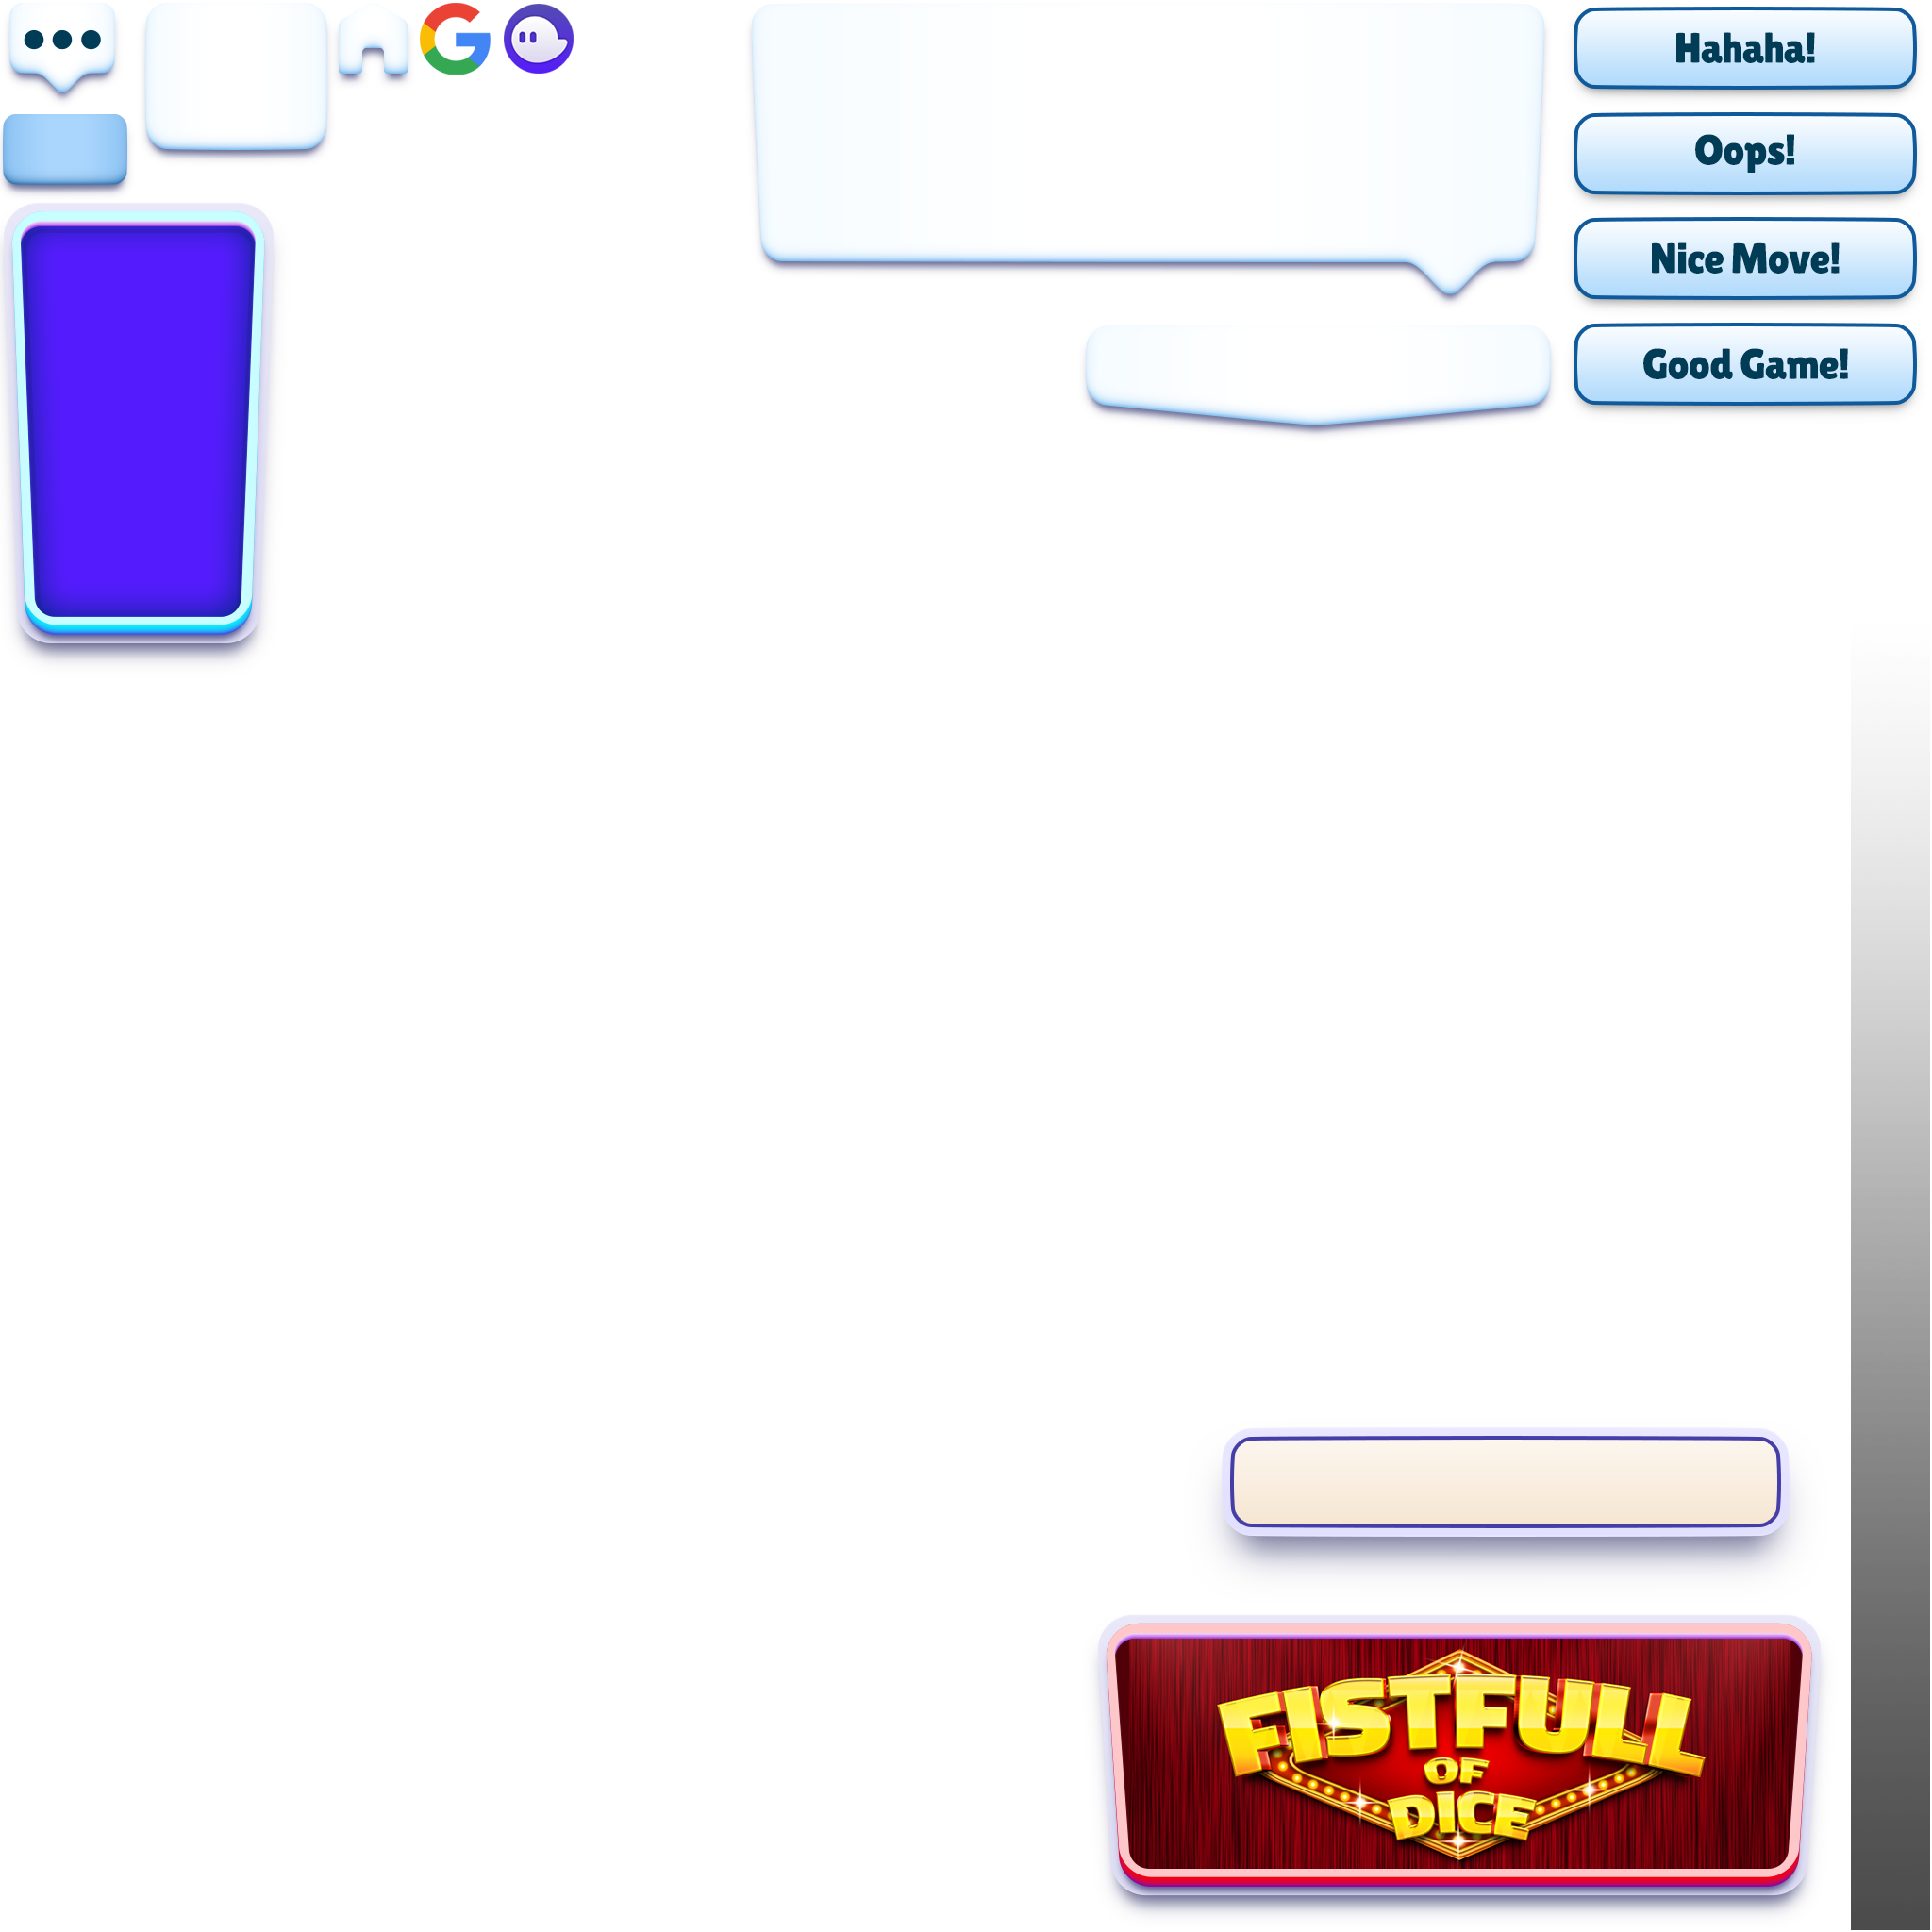 Hahaha!
Oops!
Nice Move!
Good Game!
FISTFULL
OF
DICE